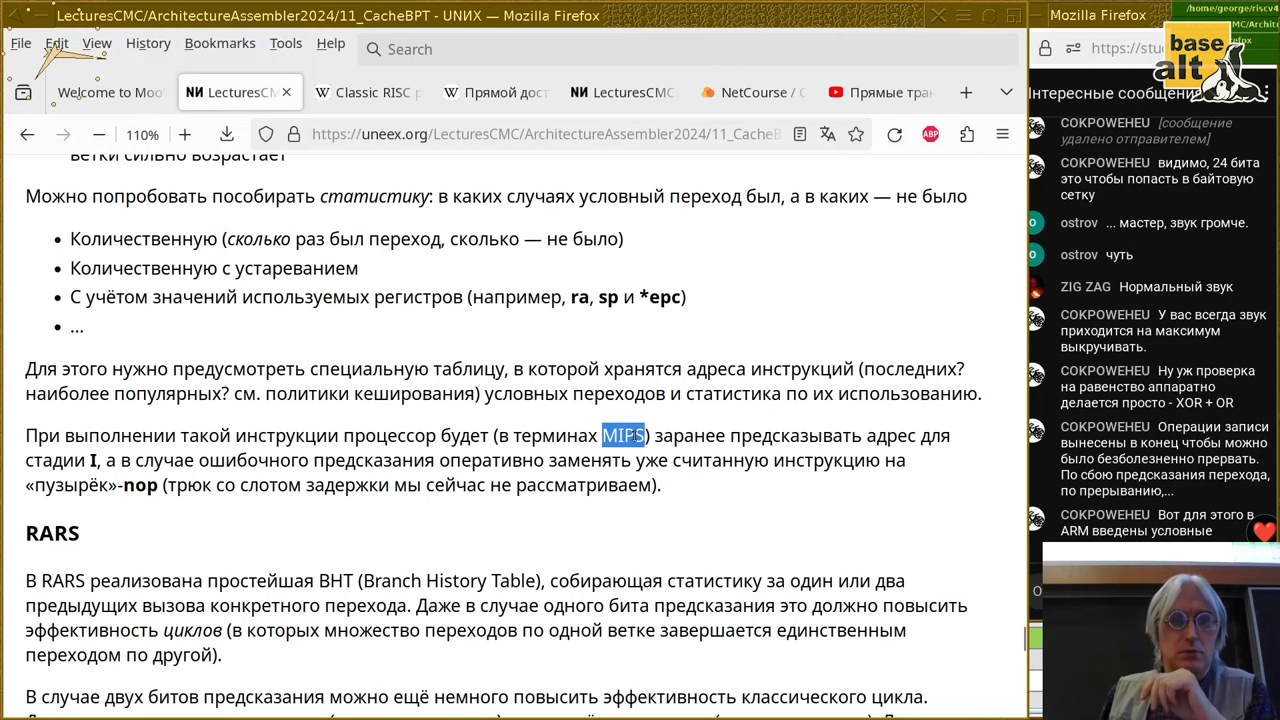 LecturesCMC/ArchitectureAssembler2024/11_CacheBPT - UNИX — Mozilla Firefox
File Edit View History Bookmarks Tools Help
Search
Welcome to Moo
LecturesCM
Classic RISC p
Прямой дост
LecturesCMC
NetCourse / C
Прямые тран
110%
https://uneex.org/LecturesCMC/ArchitectureAssembler2024/11_CacheB
ветки сильно возрастает
Можно попробовать пособирать статистику: в каких случаях условный переход был, а в каких — не было
• Количественную (сколько раз был переход, сколько — не было)
• Количественную с устареванием
• С учётом значений используемых регистров (например, ra, sp и *epc)
• ...
Для этого нужно предусмотреть специальную таблицу, в которой хранятся адреса инструкций (последних?
наиболее популярных? см. политики кеширования) условных переходов и статистика по их использованию.
При выполнении такой инструкции процессор будет (в терминах MIPS) заранее предсказывать адрес для
стадии I, а в случае ошибочного предсказания оперативно заменять уже считанную инструкцию на
«пузырёк»-nop (трюк со слотом задержки мы сейчас не рассматриваем).
RARS
В RARS реализована простейшая BHT (Branch History Table), собирающая статистику за один или два
предыдущих вызова конкретного перехода. Даже в случае одного бита предсказания это должно повысить
эффективность циклов (в которых множество переходов по одной ветке завершается единственным
переходом по другой).
В случае двух битов предсказания можно ещё немного повысить эффективность классического цикла.
Mozilla Firefox
/home/george/riscv4
base
alt
https://stu
Интересные сообщения
COKPOWEHEU [сообщение
удалено отправителем]
COKPOWEHEU видимо, 24 бита
это чтобы попасть в байтовую
сетку
ostrov ... мастер, звук громче.
ostrov чуть
ZIG ZAG Нормальный звук
COKPOWEHEU У вас всегда звук
приходится на максимум
выкручивать.
COKPOWEHEU Ну уж проверка
на равенство аппаратно
делается просто - XOR + OR
COKPOWEHEU Операции записи
вынесены в конец чтобы можно
было безболезненно прервать.
По сбою предсказания перехода,
по прерыванию,...
COKPOWEHEU Вот для этого в
ARM введены условные